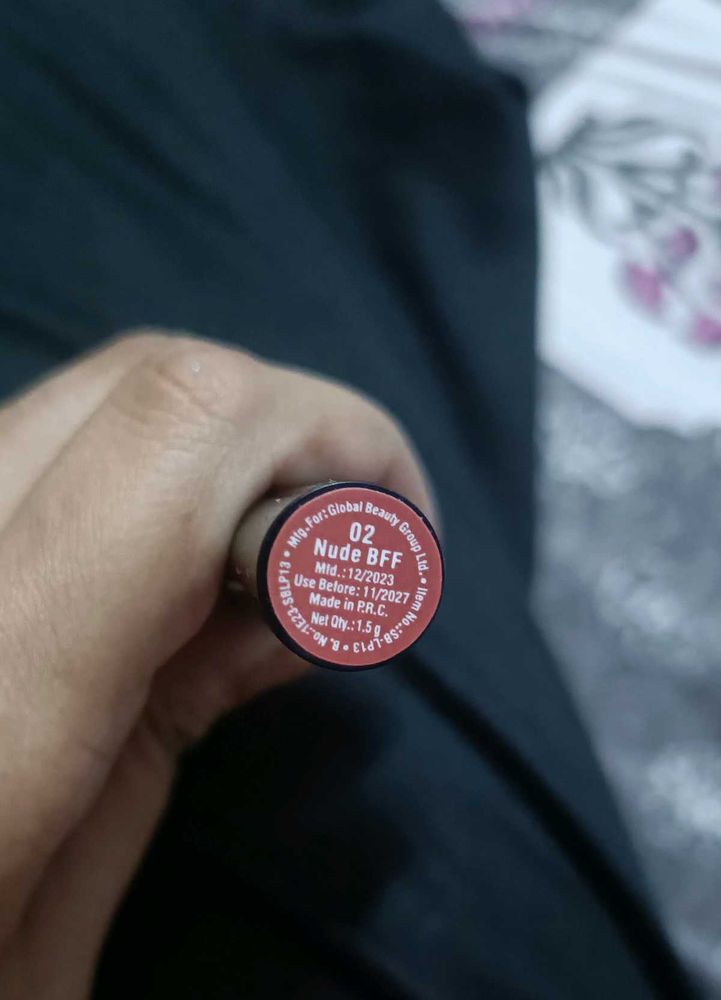 Mfg.For: Global Beauty Group Ltd. • Item No.:SB-LP13 • B. No.:1E23-SBLP13 •
02
Nude BFF
Mfd.:12/2023
Use Before: 11/2027
Made in P.R.C.
Net Qty.:1.5 g